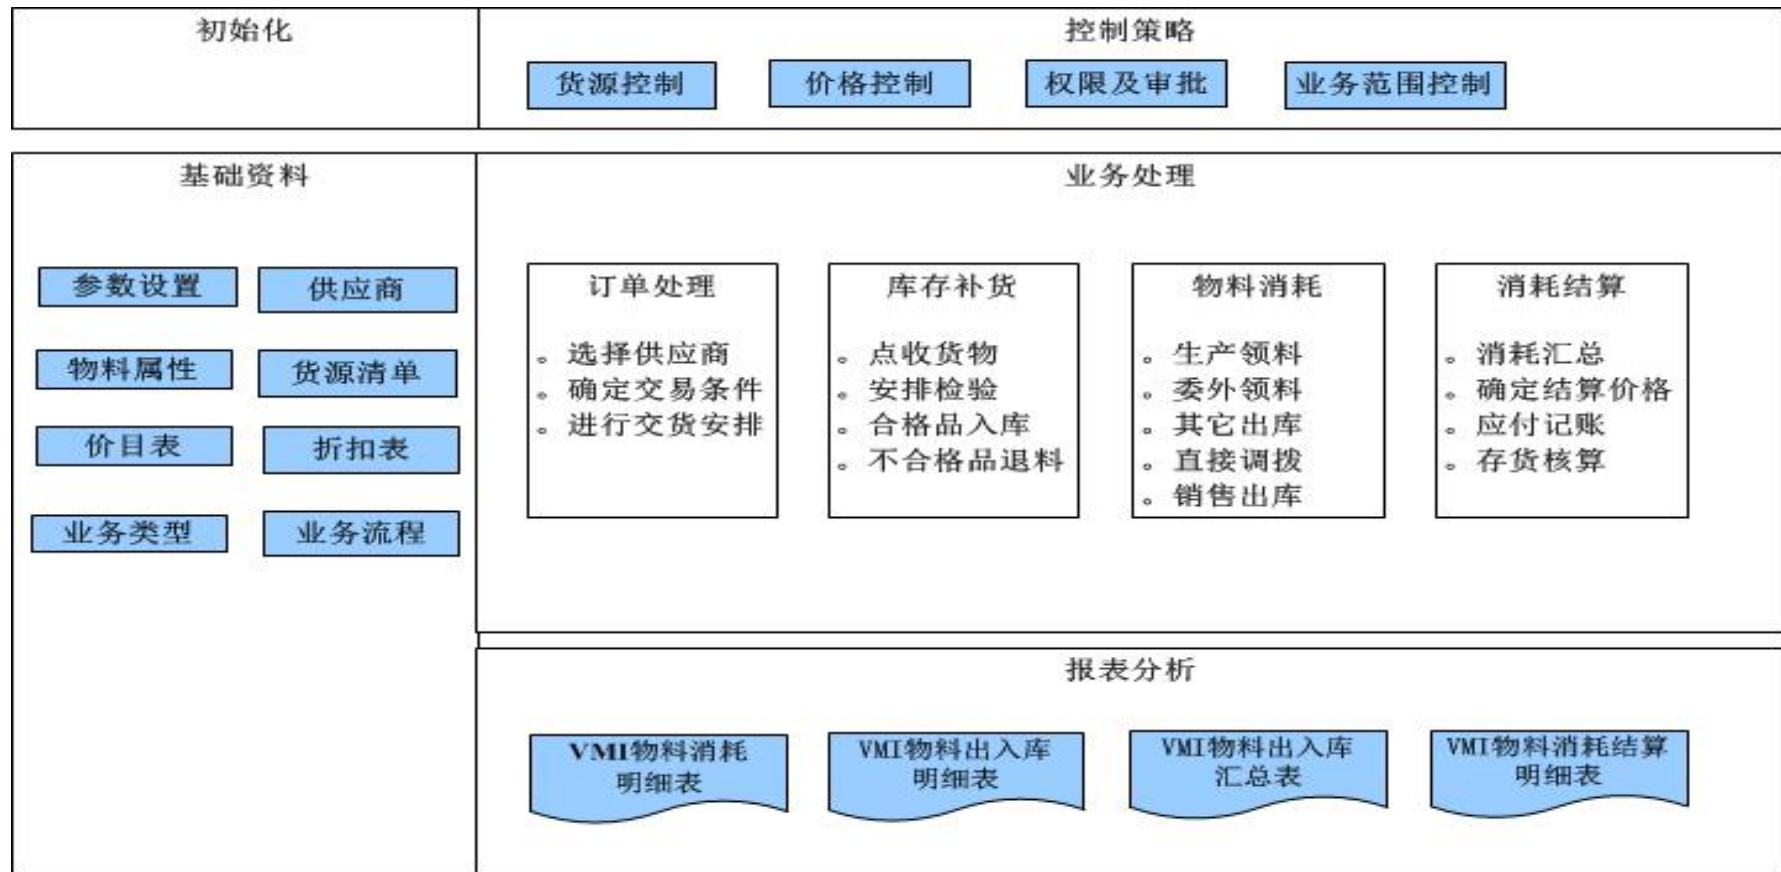 初始化
控制策略
货源控制
价格控制
权限及审批
业务范围控制
基础资料
参数设置
供应商
物料属性
货源清单
价目表
折扣表
业务类型
业务流程
业务处理
订单处理
。选择供应商
。确定交易条件
。进行交货安排
库存补货
。点收货物
。安排检验
。合格品入库
。不合格品退料
物料消耗
。生产领料
。委外领料
。其它出库
。直接调拨
。销售出库
消耗结算
。消耗汇总
。确定结算价格
。应付记账
。存货核算
报表分析
VMI物料消耗
明细表
VMI物料出入库
明细表
VMI物料出入库
汇总表
VMI物料消耗结算
明细表